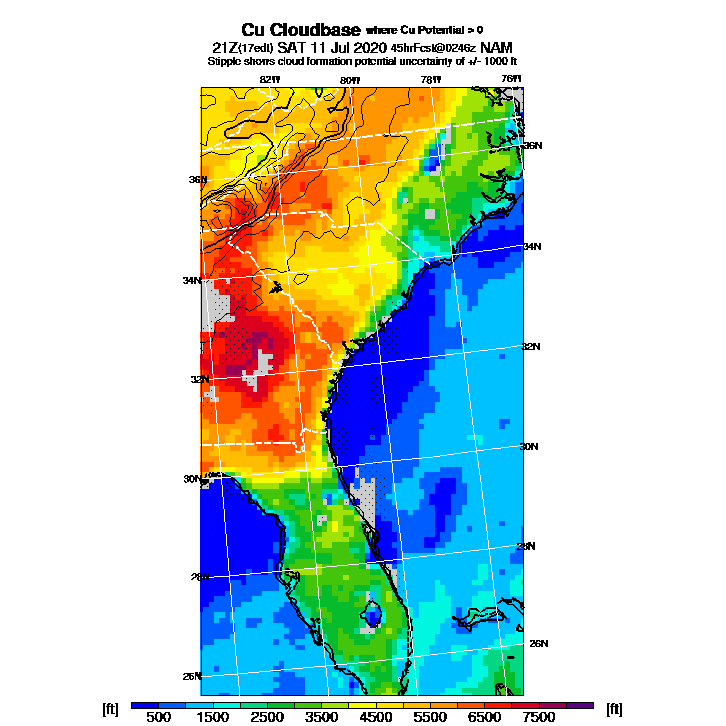 Cu Cloudbase where Cu Potential > 0
21Z(17edt) SAT 11 Jul 2020 45hrFcst@0246z NAM
Stipple shows cloud formation potential uncertainty of +/- 1000 ft
82W 80W 78W 76W
36N
36N
34N
34N
32N
32N
30N
30N
28N
28N
26N
26N
[ft] 500 1500 2500 3500 4500 5500 6500 7500 [ft]